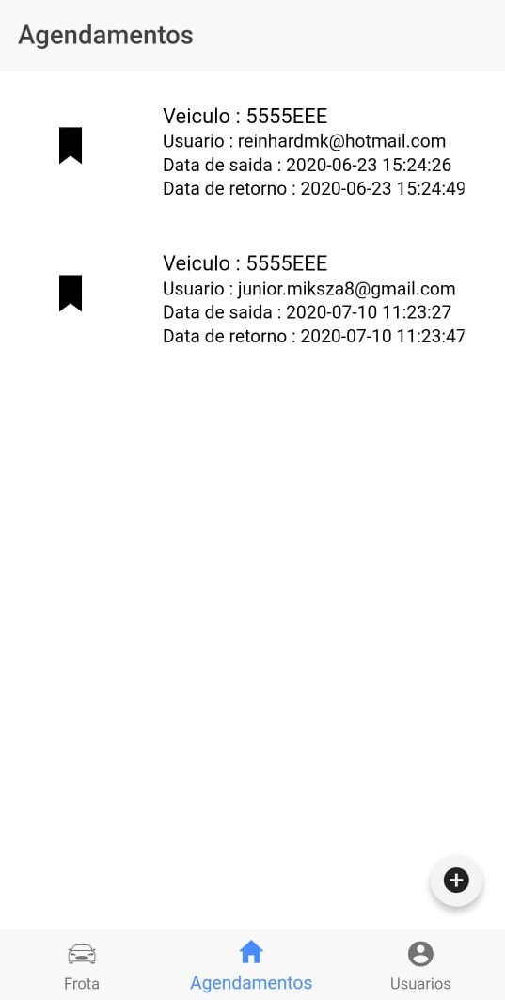 Agendamentos
Veiculo : 5555EEE
Usuario : reinhardmk@hotmail.com
Data de saida : 2020-06-23 15:24:26
Data de retorno : 2020-06-23 15:24:49
Veiculo : 5555EEE
Usuario : junior.miksza8@gmail.com
Data de saida : 2020-07-10 11:23:27
Data de retorno : 2020-07-10 11:23:47
Frota
Agendamentos
Usuarios